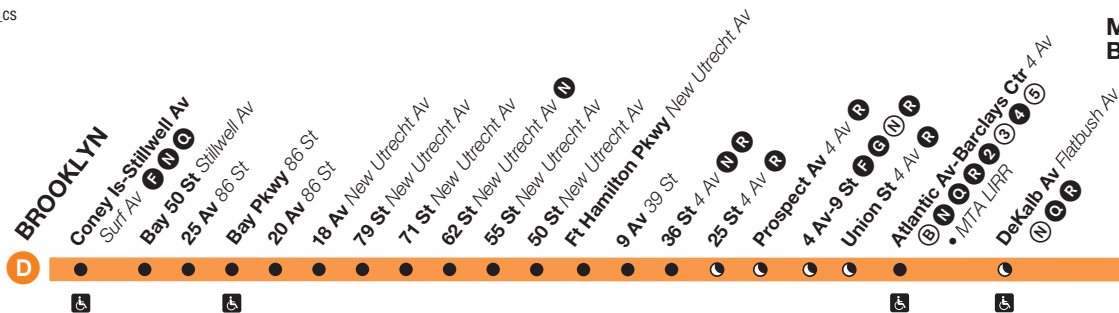 _cs
M
B
BROOKLYN
Coney Is-Stillwell Av
Surf Av F N Q
Bay 50 St Stillwell Av
25 Av 86 St
Bay Pkwy 86 St
20 Av 86 St
18 Av New Utrecht Av
79 St New Utrecht Av
71 St New Utrecht Av
62 St New Utrecht Av N
55 St New Utrecht Av
50 St New Utrecht Av
Ft Hamilton Pkwy New Utrecht Av
9 Av 39 St
36 St 4 Av N R
25 St 4 Av R
Prospect Av 4 Av R
4 Av-9 St F G N R
Union St 4 Av R
Atlantic Av-Barclays Ctr 4 Av
B N Q R 2 3 4 5
• MTA LIRR
DeKalb Av Flatbush Av
N Q R
D